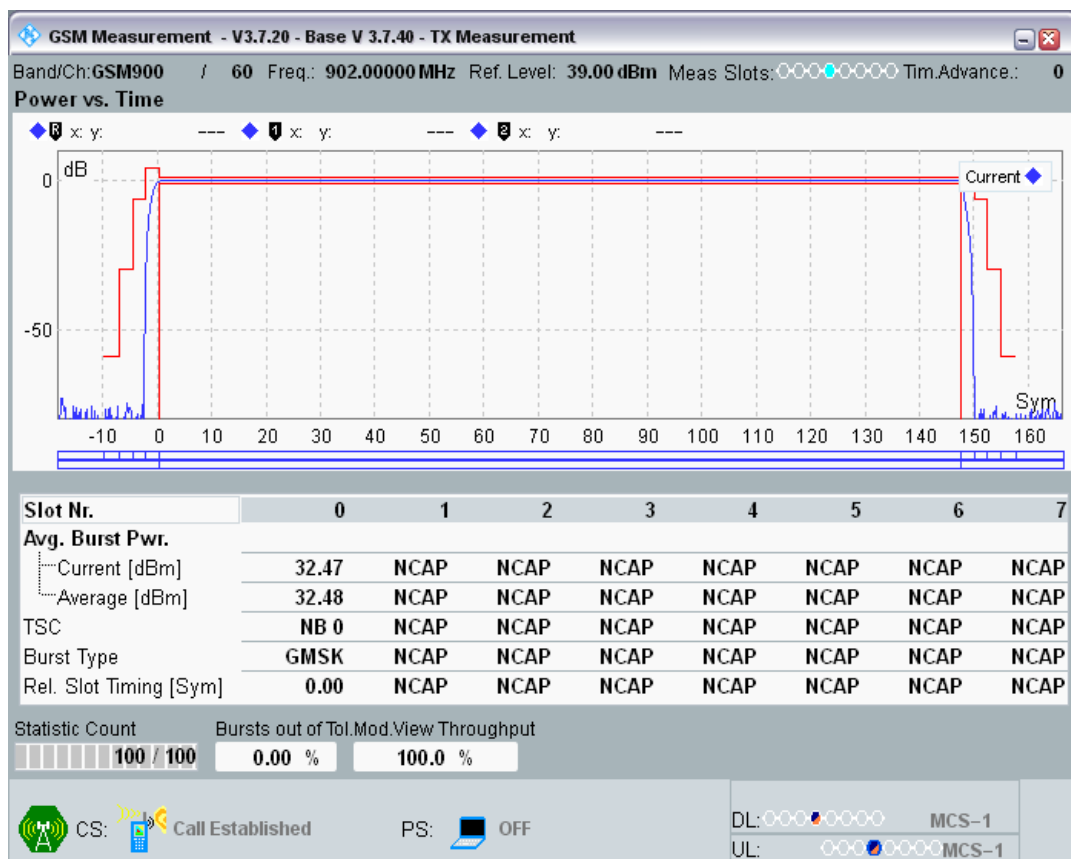 GSM Measurement - V3.7.20 - Base V 3.7.40 - TX Measurement
Band/Ch:GSM900 / 60 Freq.: 902.00000 MHz Ref. Level: 39.00 dBm Meas Slots: Tim.Advance.: 0
Power vs. Time
R x: y: --- 1 x: y: --- 2 x: y: ---
dB
Current
0
-50
Sym
-10 0 10 20 30 40 50 60 70 80 90 100 110 120 130 140 150 160
Slot Nr. 0 1 2 3 4 5 6 7
Avg. Burst Pwr.
Current [dBm] 32.47 NCAP NCAP NCAP NCAP NCAP NCAP NCAP
Average [dBm] 32.48 NCAP NCAP NCAP NCAP NCAP NCAP NCAP
TSC NB 0 NCAP NCAP NCAP NCAP NCAP NCAP NCAP
Burst Type GMSK NCAP NCAP NCAP NCAP NCAP NCAP NCAP
Rel. Slot Timing [Sym] 0.00 NCAP NCAP NCAP NCAP NCAP NCAP NCAP
Statistic Count Bursts out of Tol. Mod.View Throughput
100 / 100 0.00 % 100.0 %
CS: Call Established PS: OFF
DL: MCS-1
UL: MCS-1